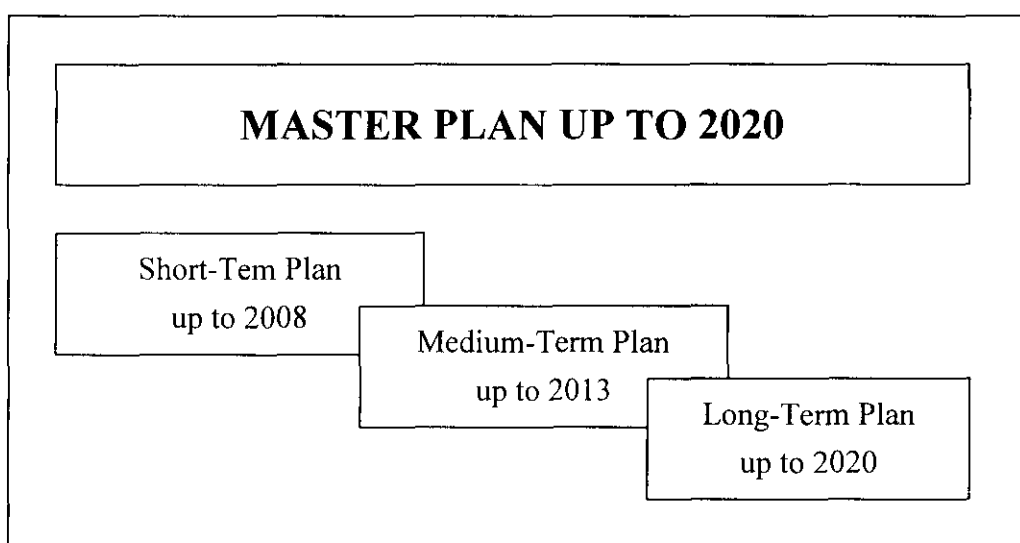 MASTER PLAN UP TO 2020
Short-Tem Plan
up to 2008
Medium-Term Plan
up to 2013
Long-Term Plan
up to 2020